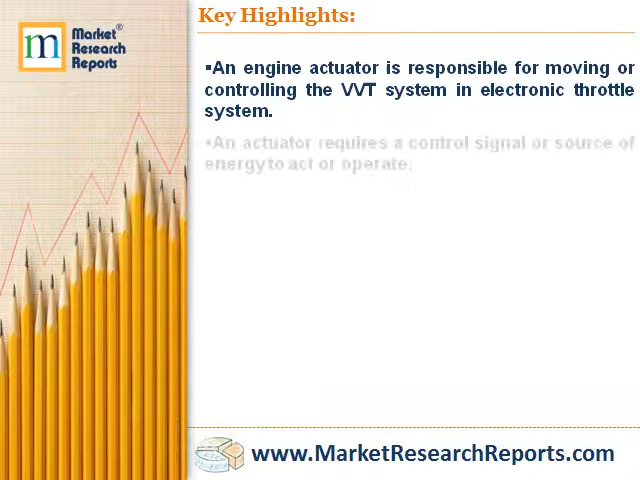 m
Market®
Research
Reports
Key Highlights:
▪An engine actuator is responsible for moving or
controlling the VVT system in electronic throttle
system.
▪An actuator requires a control signal or source of
energy to act or operate.
www.MarketResearchReports.com